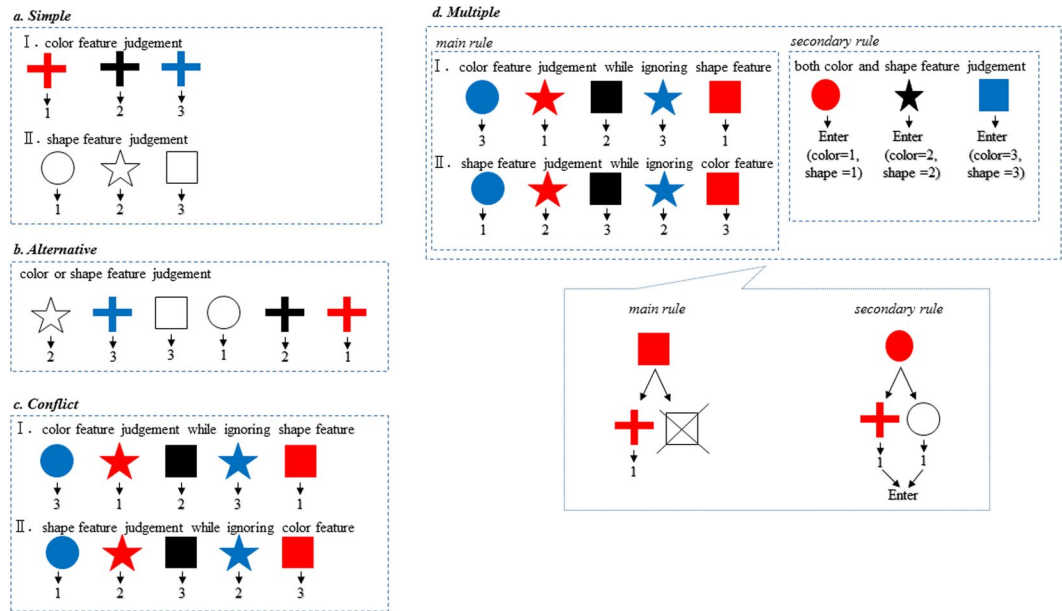 a. Simple
Ⅰ. color feature judgement
1 2 3
Ⅱ. shape feature judgement
1 2 3
b. Alternative
color or shape feature judgement
2 3 3 1 2 1
c. Conflict
Ⅰ. color feature judgement while ignoring shape feature
3 1 2 3 1
Ⅱ. shape feature judgement while ignoring color feature
1 2 3 2 3
d. Multiple
main rule
Ⅰ. color feature judgement while ignoring shape feature
3 1 2 3 1
Ⅱ. shape feature judgement while ignoring color feature
1 2 3 2 3
secondary rule
both color and shape feature judgement
Enter Enter Enter
(color=1, (color=2, (color=3,
shape =1) shape =2) shape =3)
main rule
1
secondary rule
1 1
Enter